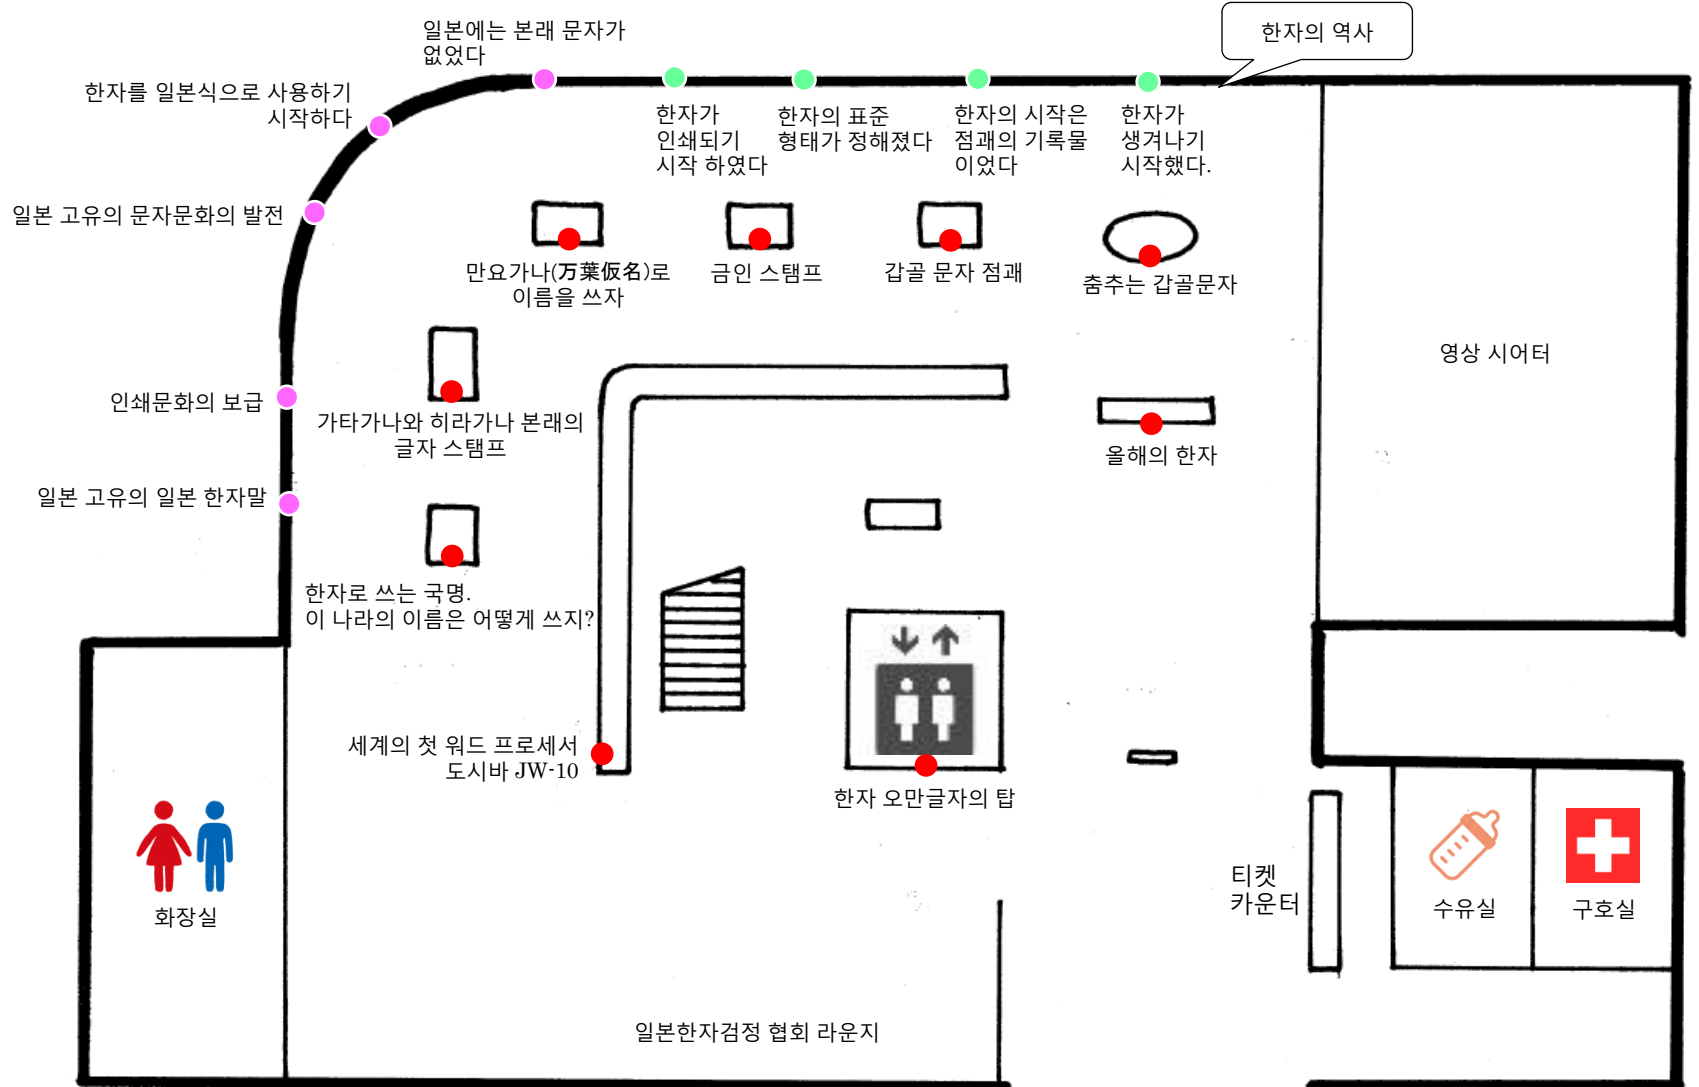 한자의 역사
일본에는 본래 문자가
없었다
한자를 일본식으로 사용하기
시작하다
한자가
인쇄되기
시작 하였다
한자의 표준
형태가 정해졌다
한자의 시작은
점괘의 기록물
이었다
한자가
생겨나기
시작했다.
일본 고유의 문자문화의 발전
만요가나(万葉仮名)로
이름을 쓰자
금인 스탬프
갑골 문자 점괘
춤추는 갑골문자
영상 시어터
인쇄문화의 보급
가타가나와 히라가나 본래의
글자 스탬프
올해의 한자
일본 고유의 일본 한자말
한자로 쓰는 국명.
이 나라의 이름은 어떻게 쓰지?
세계의 첫 워드 프로세서
도시바 JW-10
한자 오만글자의 탑
티켓
카운터
화장실
수유실
구호실
일본한자검정 협회 라운지